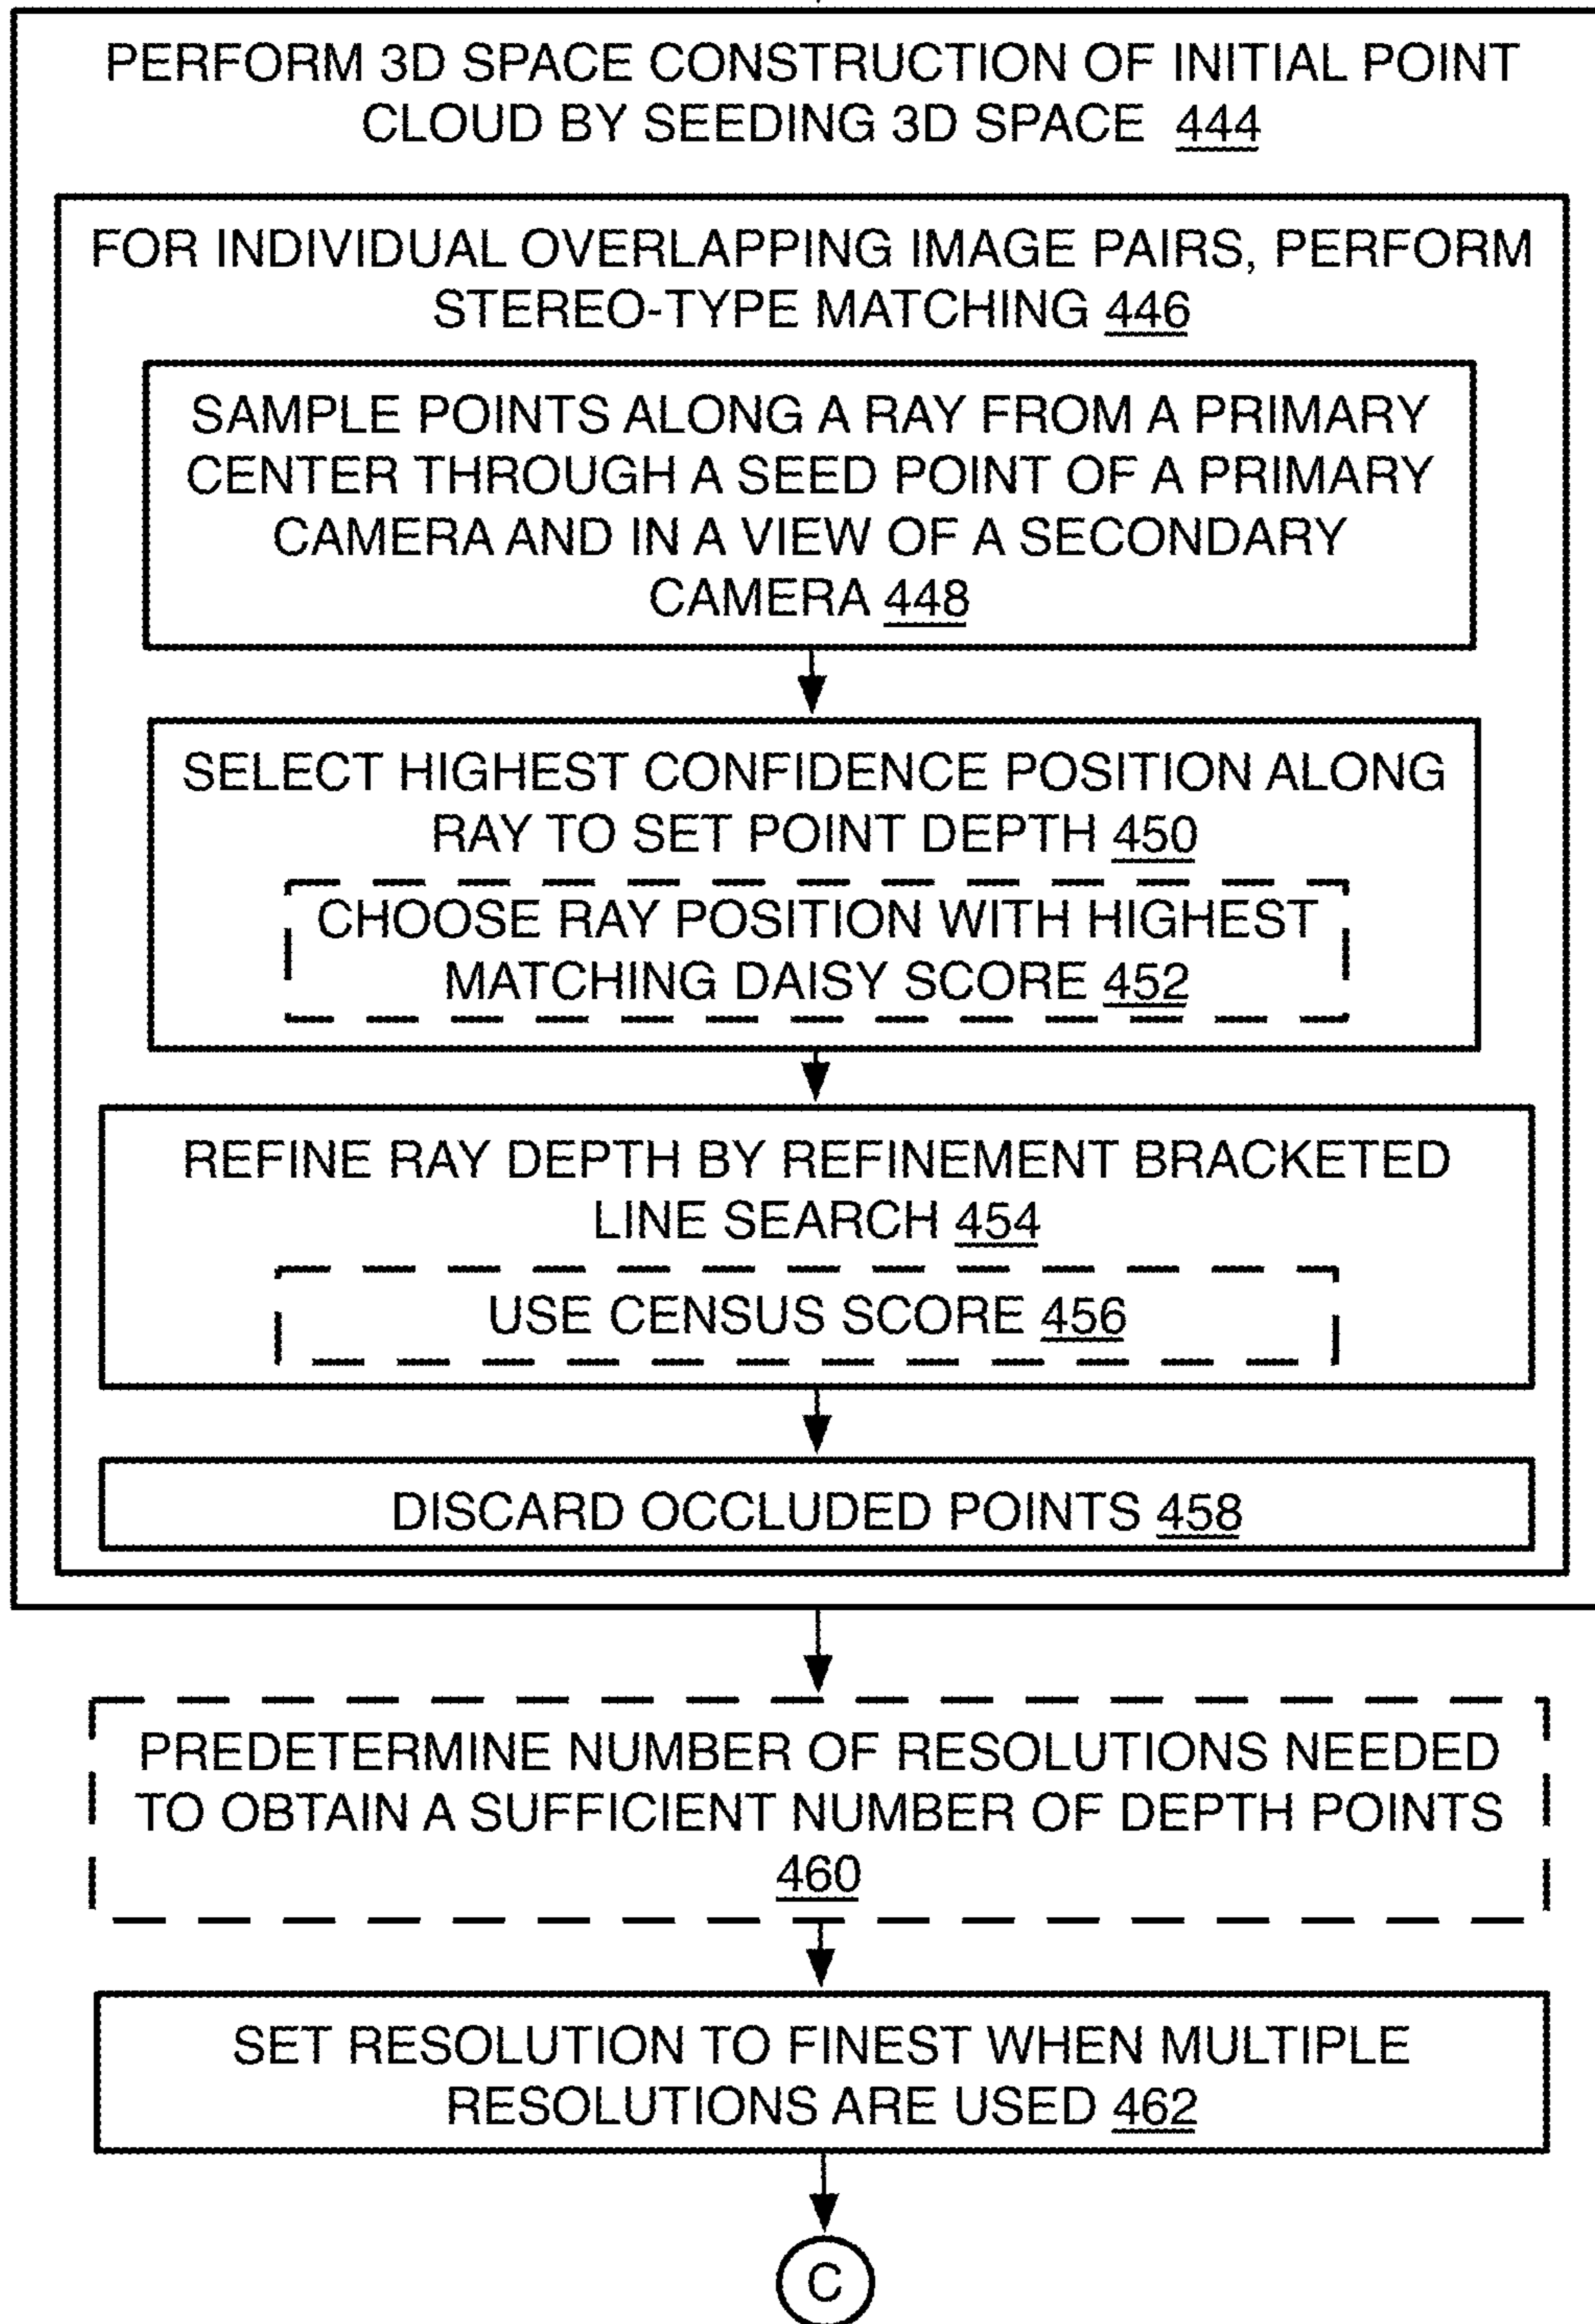 PERFORM 3D SPACE CONSTRUCTION OF INITIAL POINT
CLOUD BY SEEDING 3D SPACE 444
FOR INDIVIDUAL OVERLAPPING IMAGE PAIRS, PERFORM
STEREO-TYPE MATCHING 446
SAMPLE POINTS ALONG A RAY FROM A PRIMARY
CENTER THROUGH A SEED POINT OF A PRIMARY
CAMERA AND IN A VIEW OF A SECONDARY
CAMERA 448
SELECT HIGHEST CONFIDENCE POSITION ALONG
RAY TO SET POINT DEPTH 450
CHOOSE RAY POSITION WITH HIGHEST
MATCHING DAISY SCORE 452
REFINE RAY DEPTH BY REFINEMENT BRACKETED
LINE SEARCH 454
USE CENSUS SCORE 456
DISCARD OCCLUDED POINTS 458
PREDETERMINE NUMBER OF RESOLUTIONS NEEDED
TO OBTAIN A SUFFICIENT NUMBER OF DEPTH POINTS
460
SET RESOLUTION TO FINEST WHEN MULTIPLE
RESOLUTIONS ARE USED 462
C